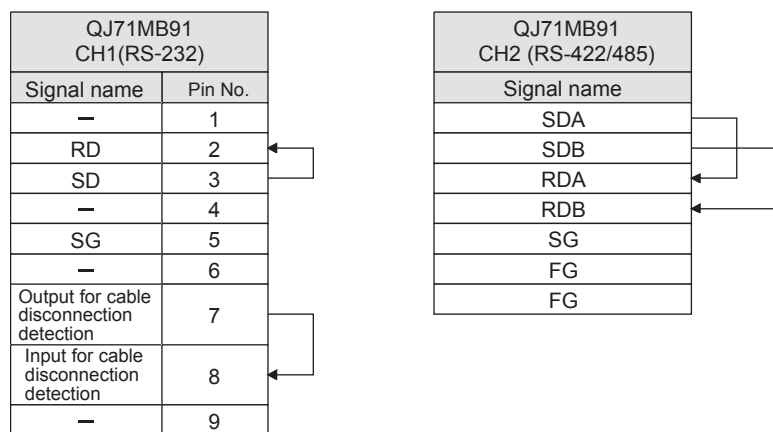 QJ71MB91
CH1(RS-232)
Signal name Pin No.
– 1
RD 2
SD 3
– 4
SG 5
– 6
Output for cable
disconnection
detection
7
Input for cable
disconnection
detection
8
– 9
QJ71MB91
CH2 (RS-422/485)
Signal name
SDA
SDB
RDA
RDB
SG
FG
FG